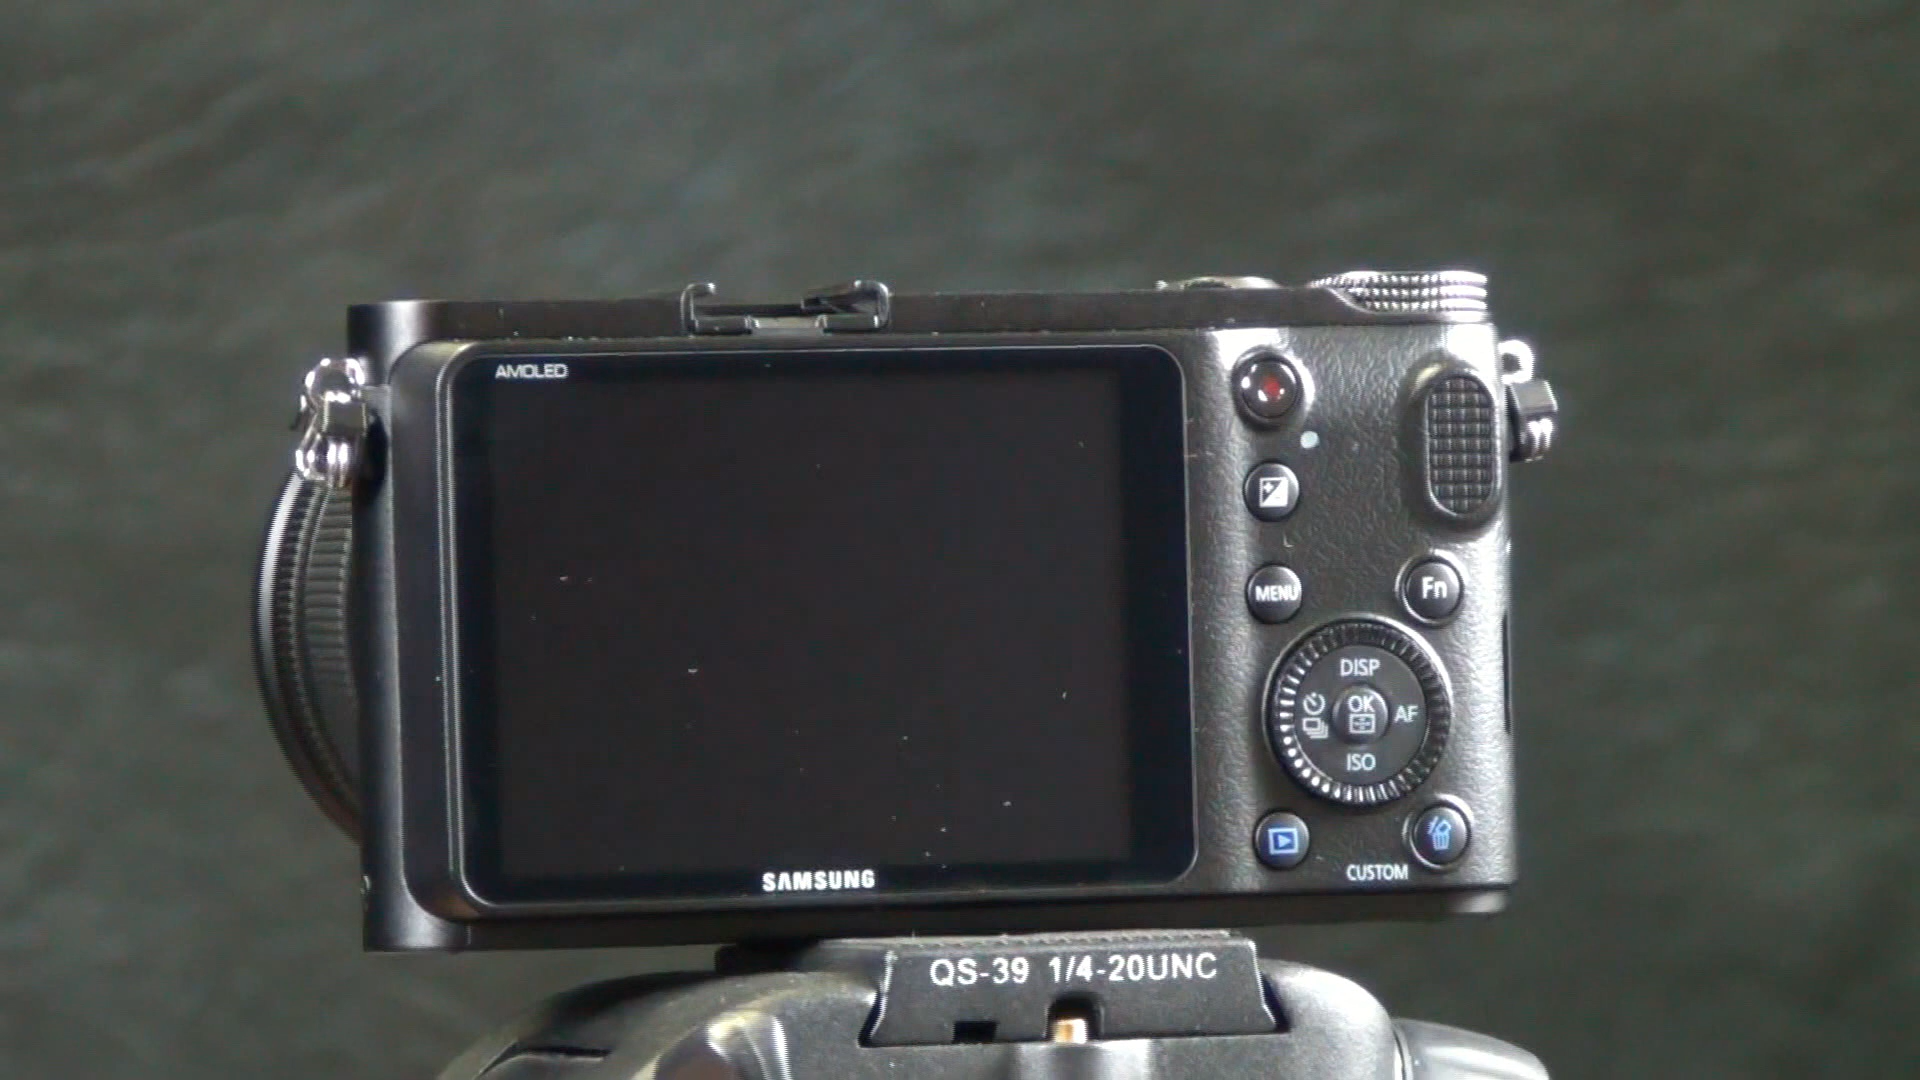 AMOLED
MENU
Fn
DISP
OK
AF
ISO
CUSTOM
SAMSUNG
QS-39 1/4-20UNC